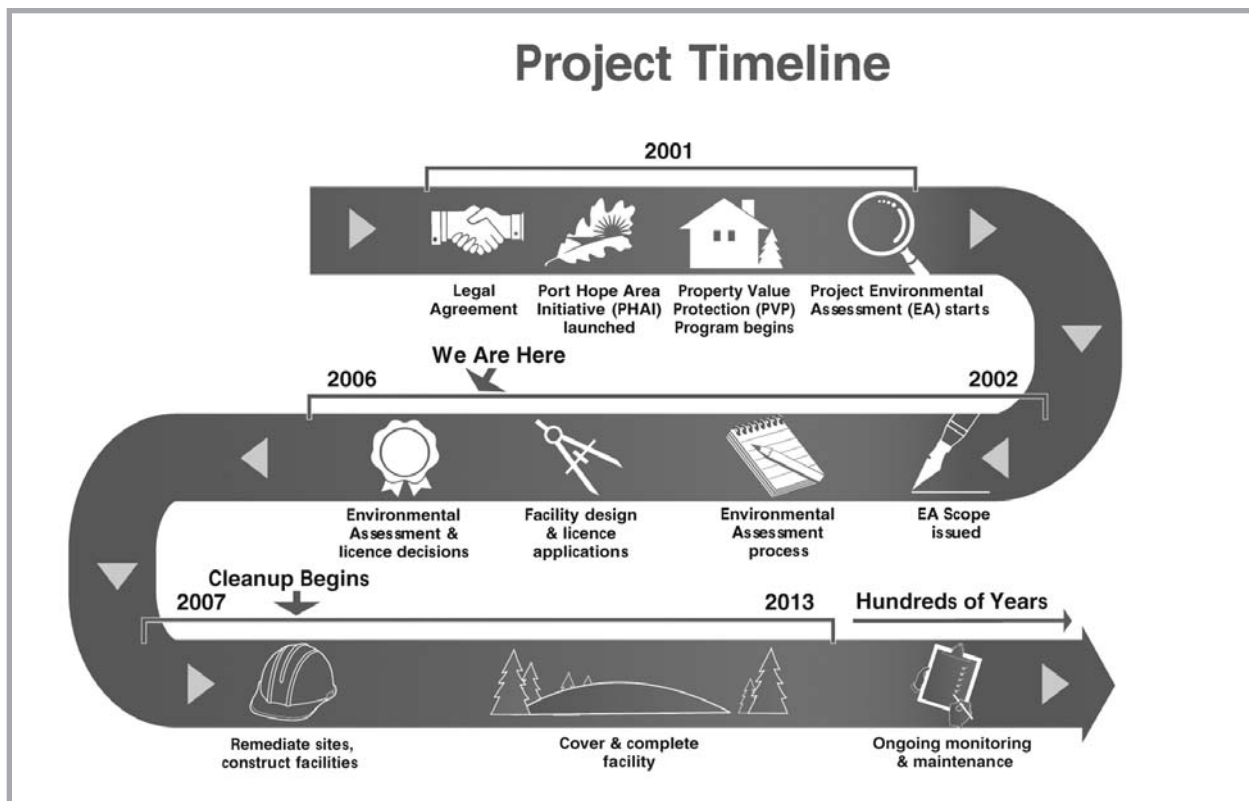 Project Timeline
2001
Legal
Agreement
Port Hope Area
Initiative (PHAI)
launched
Property Value
Protection (PVP)
Program begins
Project Environmental
Assessment (EA) starts
We Are Here
2006
2002
Environmental
Assessment &
licence decisions
Facility design
& licence
applications
Environmental
Assessment
process
EA Scope
issued
Cleanup Begins
2007
2013
Hundreds of Years
Remediate sites,
construct facilities
Cover & complete
facility
Ongoing monitoring
& maintenance